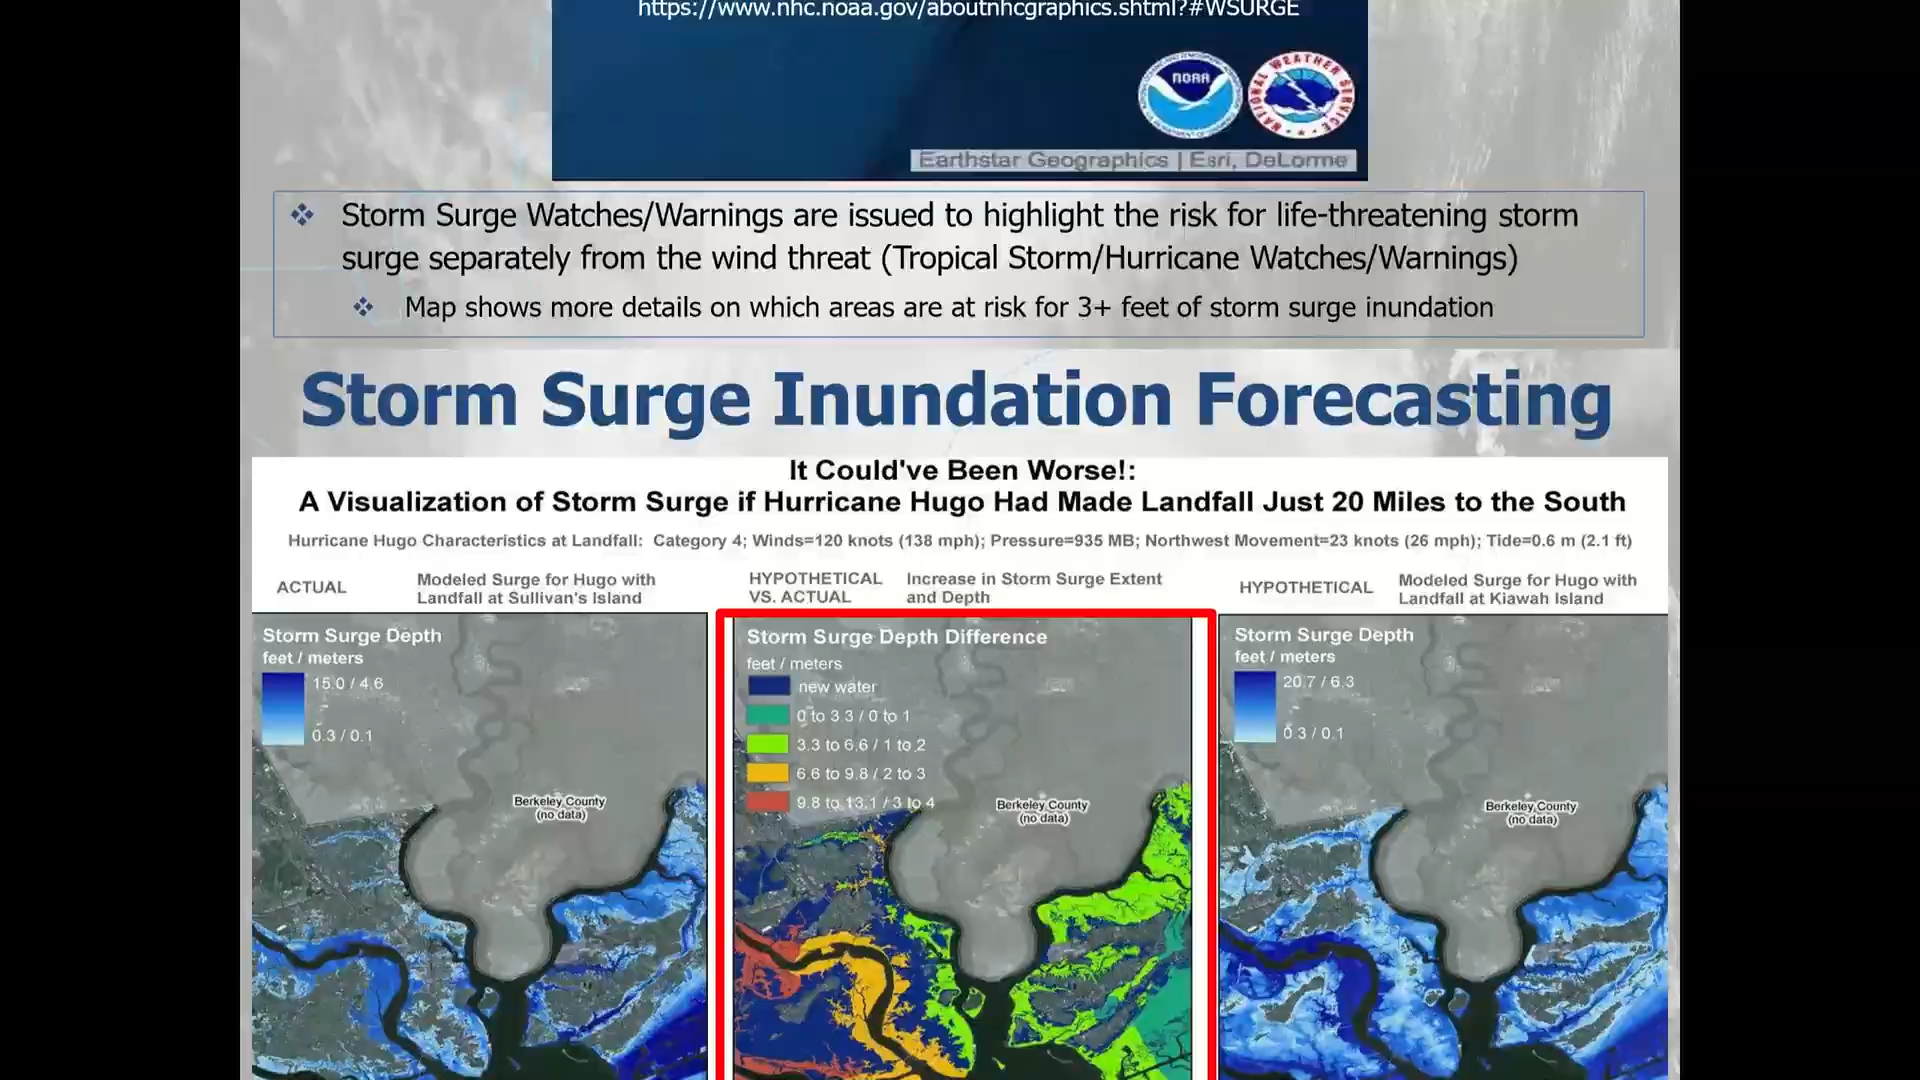 https://www.nhc.noaa.gov/aboutnhcgraphics.shtml?#WSURGE
NOAA
NATIONAL WEATHER SERVICE
Earthstar Geographics | Esri, DeLorme
Storm Surge Watches/Warnings are issued to highlight the risk for life-threatening storm
surge separately from the wind threat (Tropical Storm/Hurricane Watches/Warnings)
Map shows more details on which areas are at risk for 3+ feet of storm surge inundation
Storm Surge Inundation Forecasting
It Could've Been Worse!:
A Visualization of Storm Surge if Hurricane Hugo Had Made Landfall Just 20 Miles to the South
Hurricane Hugo Characteristics at Landfall: Category 4; Winds=120 knots (138 mph); Pressure=935 MB; Northwest Movement=23 knots (26 mph); Tide=0.6 m (2.1 ft)
ACTUAL
Modeled Surge for Hugo with
Landfall at Sullivan's Island
HYPOTHETICAL
VS. ACTUAL
Increase in Storm Surge Extent
and Depth
HYPOTHETICAL
Modeled Surge for Hugo with
Landfall at Kiawah Island
Storm Surge Depth
feet / meters
15.0 / 4.6
0.3 / 0.1
Berkeley County
(no data)
Storm Surge Depth Difference
feet / meters
new water
0 to 3.3 / 0 to 1
3.3 to 6.6 / 1 to 2
6.6 to 9.8 / 2 to 3
9.8 to 13.1 / 3 to 4
Berkeley County
(no data)
Storm Surge Depth
feet / meters
20.7 / 6.3
0.3 / 0.1
Berkeley County
(no data)